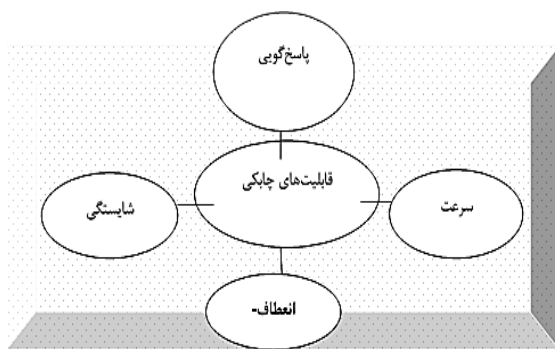 پاسخ‌گویی
قابلیت‌های چابکی
سرعت
شایستگی
انعطاف-